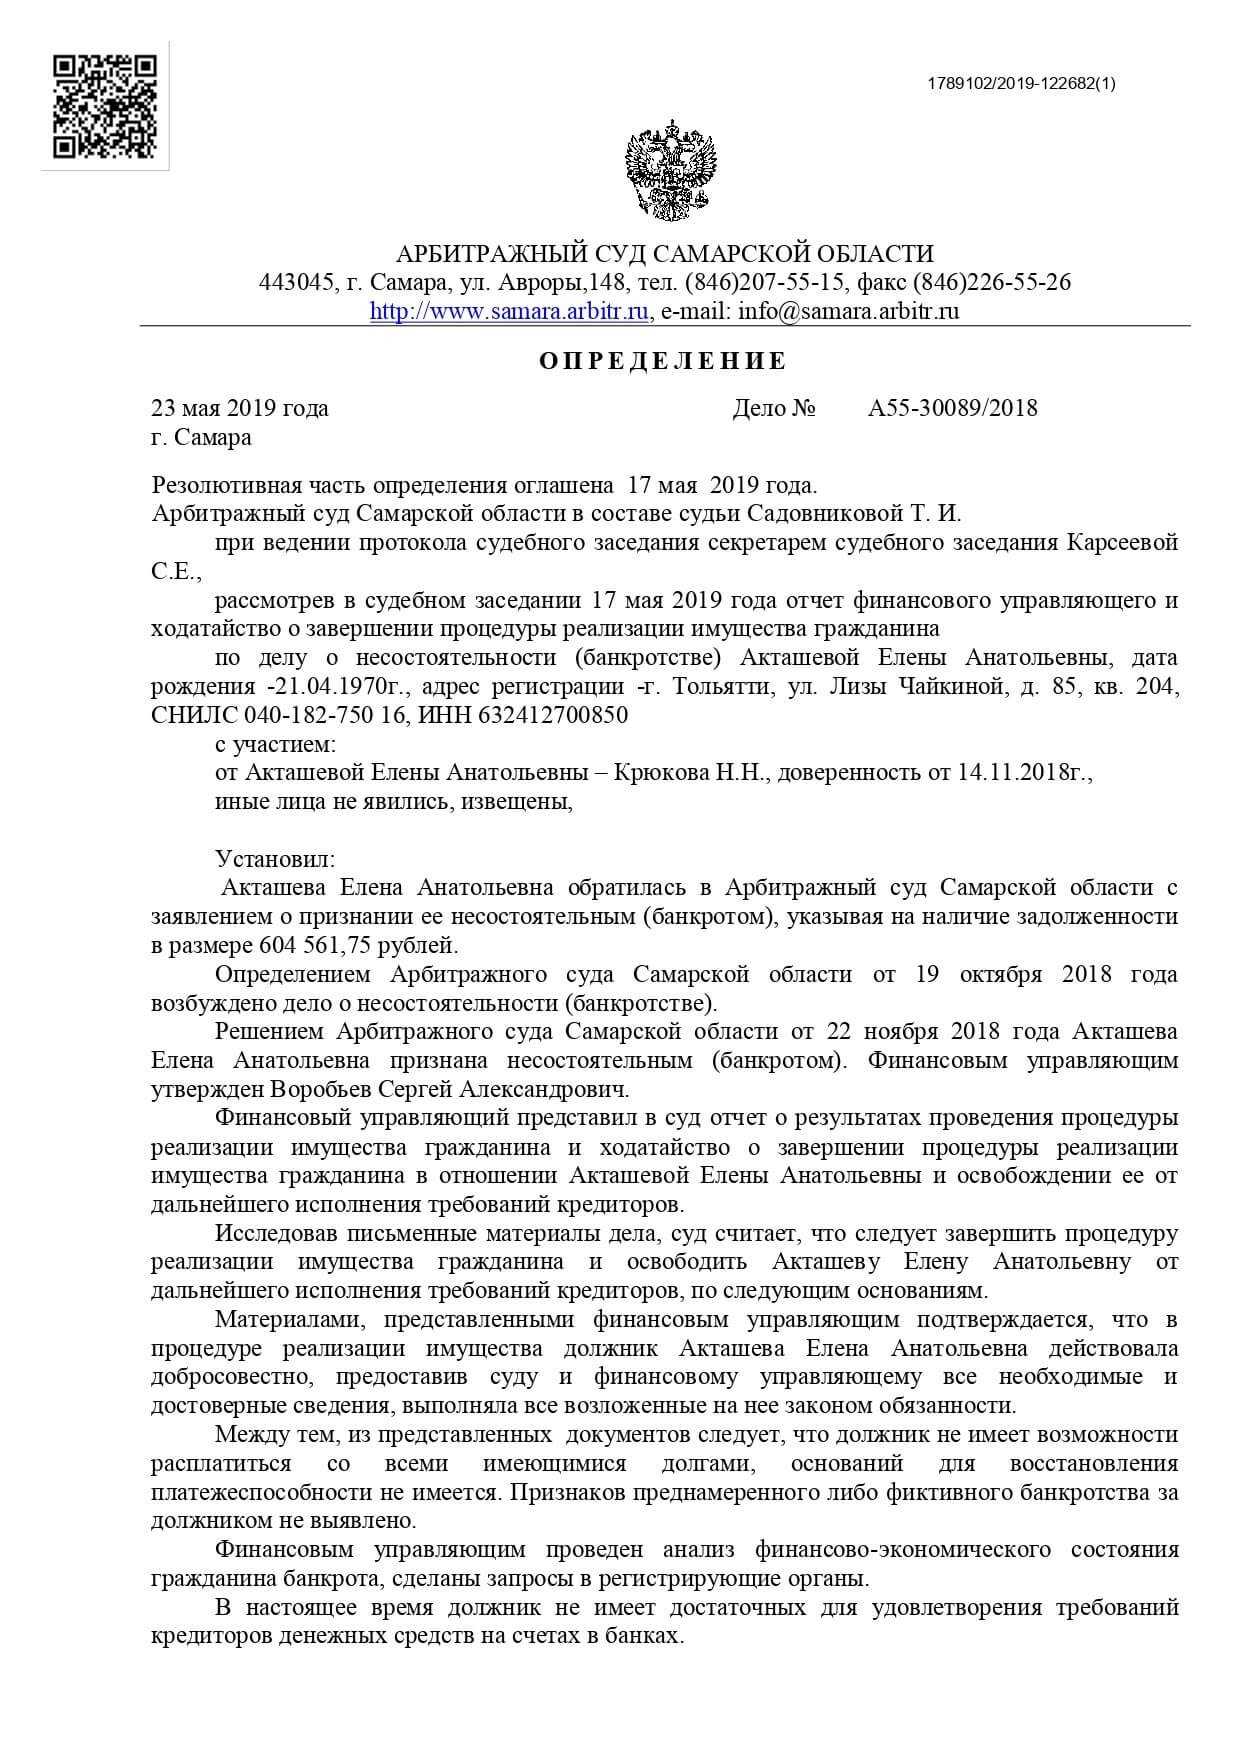 1789102/2019-122682(1)
АРБИТРАЖНЫЙ СУД САМАРСКОЙ ОБЛАСТИ
443045, г. Самара, ул. Авроры,148, тел. (846)207-55-15, факс (846)226-55-26
http://www.samara.arbitr.ru, e-mail: info@samara.arbitr.ru
ОПРЕДЕЛЕНИЕ
23 мая 2019 года Дело № А55-30089/2018
г. Самара
Резолютивная часть определения оглашена 17 мая 2019 года.
Арбитражный суд Самарской области в составе судьи Садовниковой Т. И.
при ведении протокола судебного заседания секретарем судебного заседания Карсеевой
С.Е.,
рассмотрев в судебном заседании 17 мая 2019 года отчет финансового управляющего и
ходатайство о завершении процедуры реализации имущества гражданина
по делу о несостоятельности (банкротстве) Акташевой Елены Анатольевны, дата
рождения -21.04.1970г., адрес регистрации -г. Тольятти, ул. Лизы Чайкиной, д. 85, кв. 204,
СНИЛС 040-182-750 16, ИНН 632412700850
с участием:
от Акташевой Елены Анатольевны – Крюкова Н.Н., доверенность от 14.11.2018г.,
иные лица не явились, извещены,
Установил:
Акташева Елена Анатольевна обратилась в Арбитражный суд Самарской области с
заявлением о признании ее несостоятельным (банкротом), указывая на наличие задолженности
в размере 604 561,75 рублей.
Определением Арбитражного суда Самарской области от 19 октября 2018 года
возбуждено дело о несостоятельности (банкротстве).
Решением Арбитражного суда Самарской области от 22 ноября 2018 года Акташева
Елена Анатольевна признана несостоятельным (банкротом). Финансовым управляющим
утвержден Воробьев Сергей Александрович.
Финансовый управляющий представил в суд отчет о результатах проведения процедуры
реализации имущества гражданина и ходатайство о завершении процедуры реализации
имущества гражданина в отношении Акташевой Елены Анатольевны и освобождении ее от
дальнейшего исполнения требований кредиторов.
Исследовав письменные материалы дела, суд считает, что следует завершить процедуру
реализации имущества гражданина и освободить Акташеву Елену Анатольевну от
дальнейшего исполнения требований кредиторов, по следующим основаниям.
Материалами, представленными финансовым управляющим подтверждается, что в
процедуре реализации имущества должник Акташева Елена Анатольевна действовала
добросовестно, предоставив суду и финансовому управляющему все необходимые и
достоверные сведения, выполняла все возложенные на нее законом обязанности.
Между тем, из представленных документов следует, что должник не имеет возможности
расплатиться со всеми имеющимися долгами, оснований для восстановления
платежеспособности не имеется. Признаков преднамеренного либо фиктивного банкротства за
должником не выявлено.
Финансовым управляющим проведен анализ финансово-экономического состояния
гражданина банкрота, сделаны запросы в регистрирующие органы.
В настоящее время должник не имеет достаточных для удовлетворения требований
кредиторов денежных средств на счетах в банках.